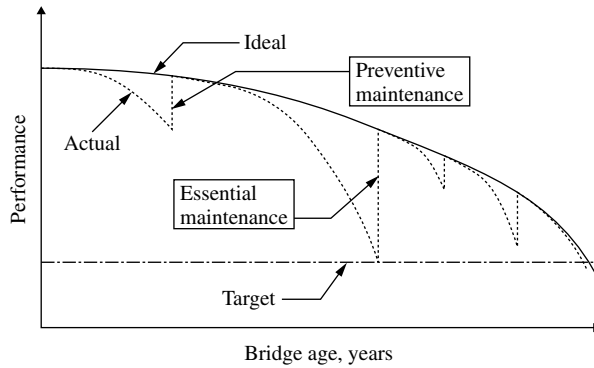 Ideal
Preventive
maintenance
Actual
Essential
maintenance
Target
Performance
Bridge age, years